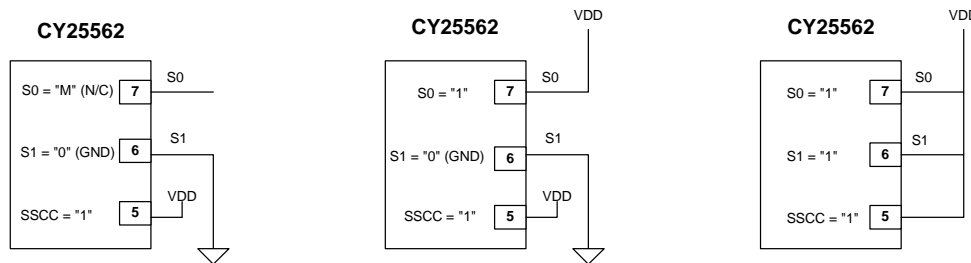 CY25562
S0 = "M" (N/C)
7
S0
S1 = "0" (GND)
6
S1
VDD
SSCC = "1"
5
VDD
CY25562
S0 = "1"
7
S0
S1 = "0" (GND)
6
S1
VDD
SSCC = "1"
5
VDD
CY25562
S0 = "1"
7
S0
S1 = "1"
6
S1
SSCC = "1"
5